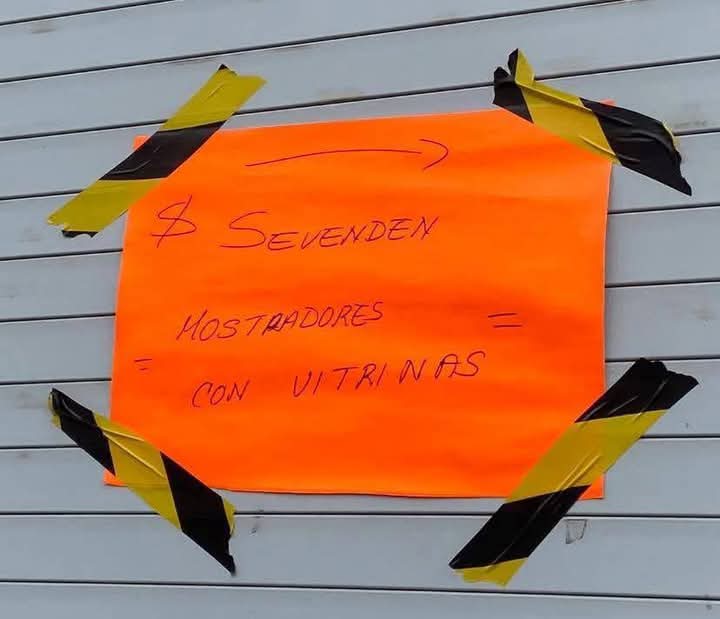 $ SEVENDEN
MOSTRADORES =
= CON VITRINAS